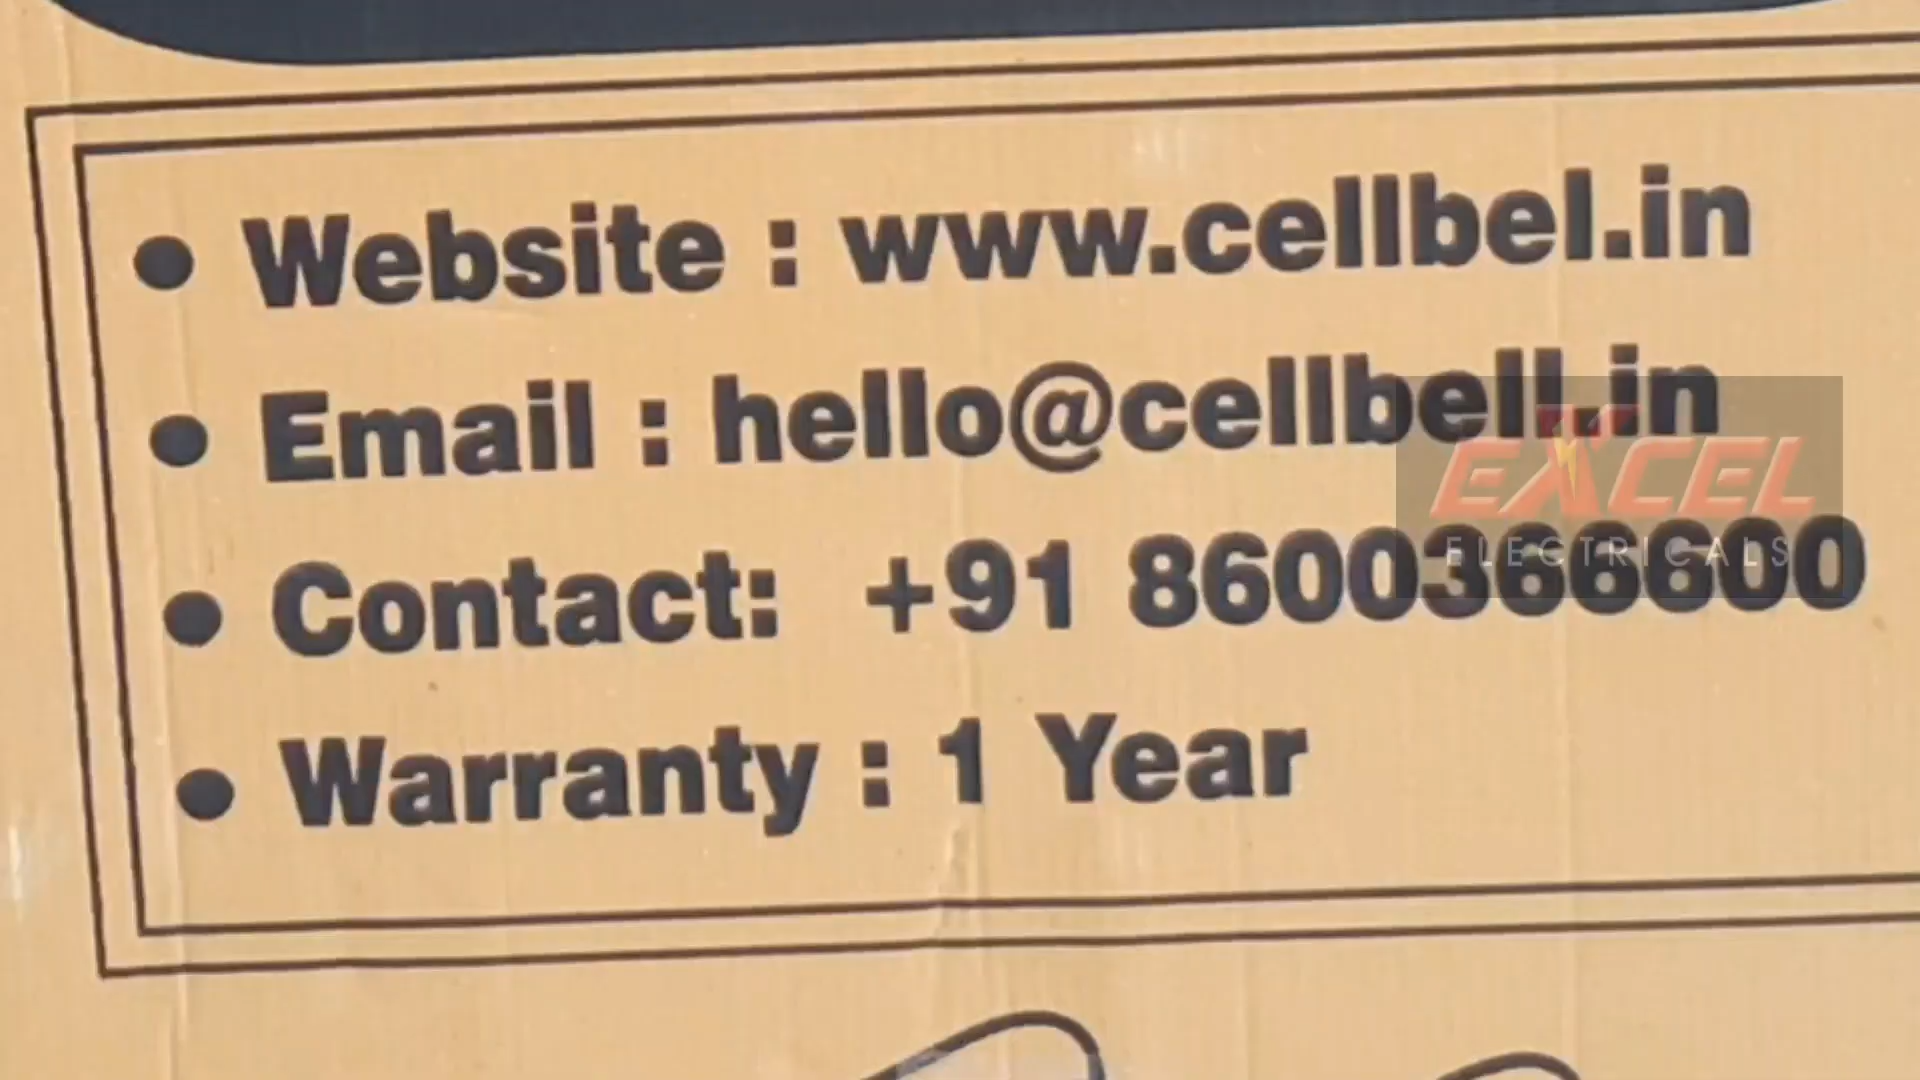 • Website : www.cellbel.in
• Email : hello@cellbell.in
EXCEL
ELECTRICALS
• Contact: +91 8600366600
• Warranty : 1 Year